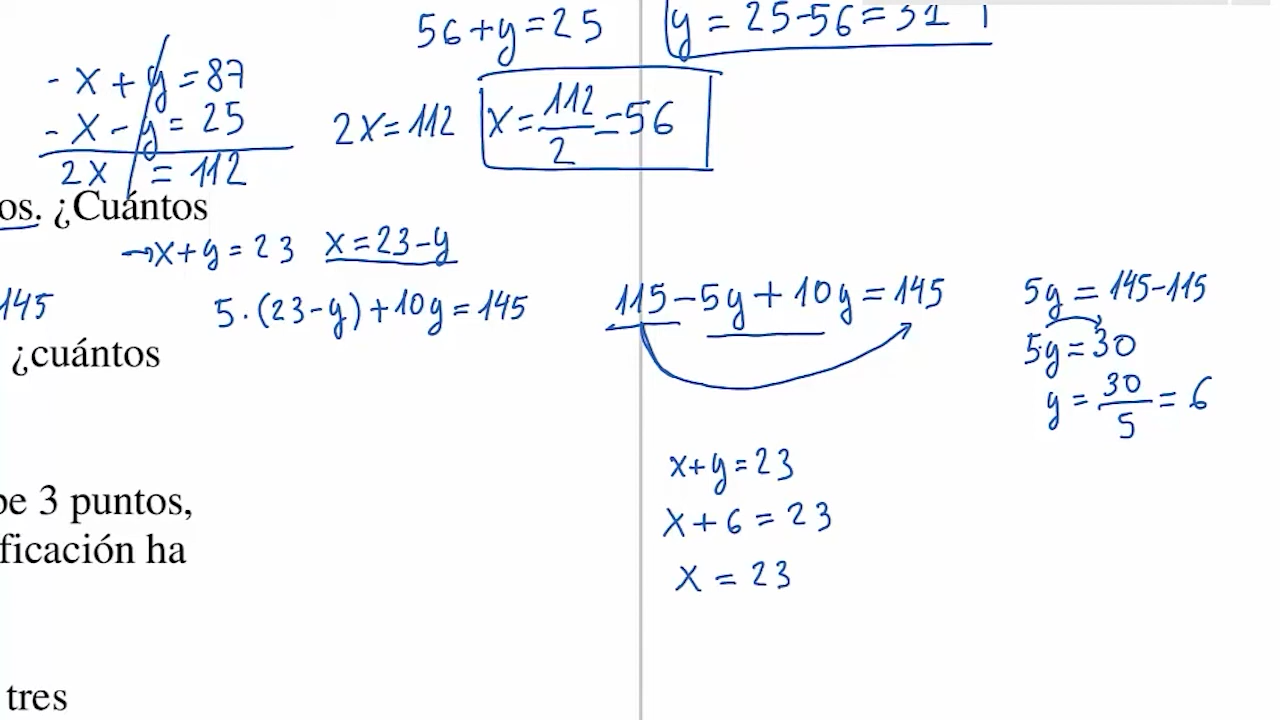 56+y=25 y = 25-56= 31
- x + y = 87
- x - y = 25 2x=112 x = 112/2 =56
2x = 112
os. ¿Cuántos
→x+y=23 x=23-y
145 5·(23-y)+10y=145 115-5y+10y=145 5y=145-115
¿cuántos 5y=30
y = 30/5 = 6
x+y=23
be 3 puntos, x+6=23
ficación ha x = 23
tres